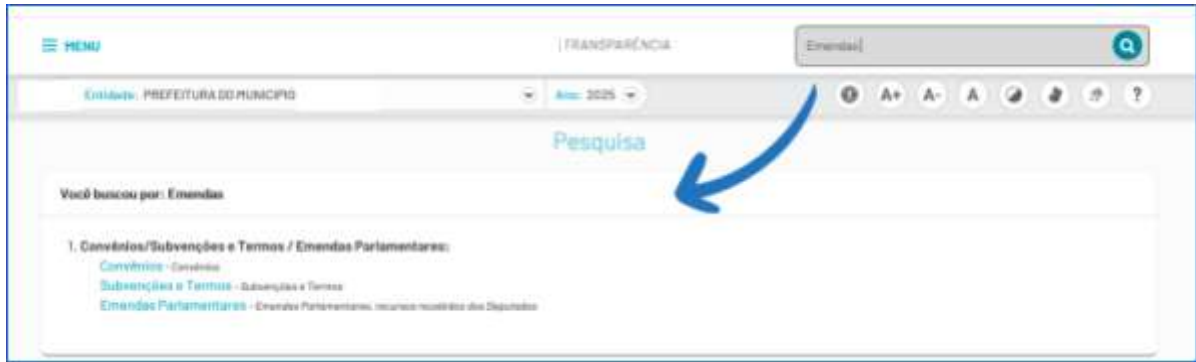 MENU
| TRANSPARÊNCIA
Emendas
Entidade: PREFEITURA DO MUNICIPIO
Ano: 2025
A+ A- A ?
Pesquisa
Você buscou por: Emendas
1. Convênios/Subvenções e Termos / Emendas Parlamentares:
Convênios - Convênios
Subvenções e Termos - Subvenções e Termos
Emendas Parlamentares - Emendas Parlamentares, recursos recebidos dos Deputados